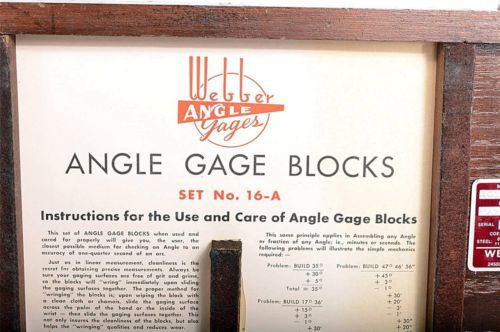 Webber
ANGLE
Gages
ANGLE GAGE BLOCKS
SET No. 16-A
Instructions for the Use and Care of Angle Gage Blocks
This set of ANGLE GAGE BLOCKS when used and
cared for properly will give you, the user, the
closest possible medium for checking an Angle to an
accuracy of one-quarter second of an arc.
Just as in linear measurement, cleanliness is the
secret for obtaining precise measurements. Always be
sure your gaging surfaces are free of grit and grime,
so the blocks will "wring" immediately upon sliding
the gaging surfaces together. The proper method for
"wringing" the blocks is; upon wiping the block with
a clean cloth or chamois, slide the gaging surface
across the palm of the hand or the inside of the
wrist — then slide the gaging surfaces together. This
not only insures the cleanliness of the blocks, but also
helps the "wringing" qualities and reduces wear.
This same principle applies in Assembling any Angle
or fraction of any Angle; ie., minutes or seconds. The
following problems will illustrate the simple mechanics
required: —
Problem: BUILD 35°
+ 30°
+ 5°
Total = 35°
Problem: BUILD 17° 36'
+ 15°
+ 3°
— 1°
+ 30'
Problem: BUILD 47° 46' 56"
+ 45°
+ 3°
— 1°
+ 30'
+ 20'
SERIAL
STEEL:
WE